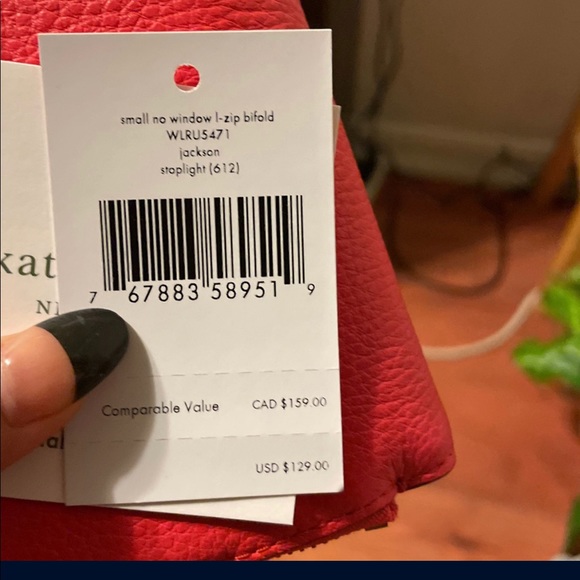 small no window l-zip bifold
WLRU5471
jackson
stoplight (612)
7 67883 58951 9
kat
Comparable Value CAD $159.00
USD $129.00